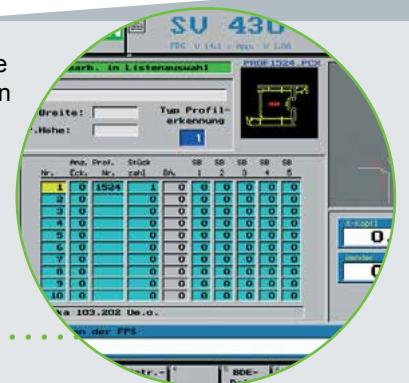 e
n
SV 430
PDC V 14.1 - App. V 1.00
arb. in Listenauswahl
PROF1524.PCX
Breite:
Typ Profil-
erkennung
r.Hohe:
1
Anz. Prof. Stück SB SB SB SB SB
Nr. Eck. Nr. zahl BA. 1 2 3 4 5
1 0 1524 1 0 0 0 0 0 0
2 0 0 0 0 0 0 0 0
3 0 0 0 0 0 0 0 0
4 0 0 0 0 0 0 0 0
5 0 0 0 0 0 0 0 0
6 0 0 0 0 0 0 0 0
7 0 0 0 0 0 0 0 0
8 0 0 0 0 0 0 0 0
9 0 0 0 0 0 0 0 0
10 0 0 0 0 0 0 0 0
X-Kopf1
0.
Wender
ka 103.202 Ue.o.
en der FPS
tr.-
BDE-